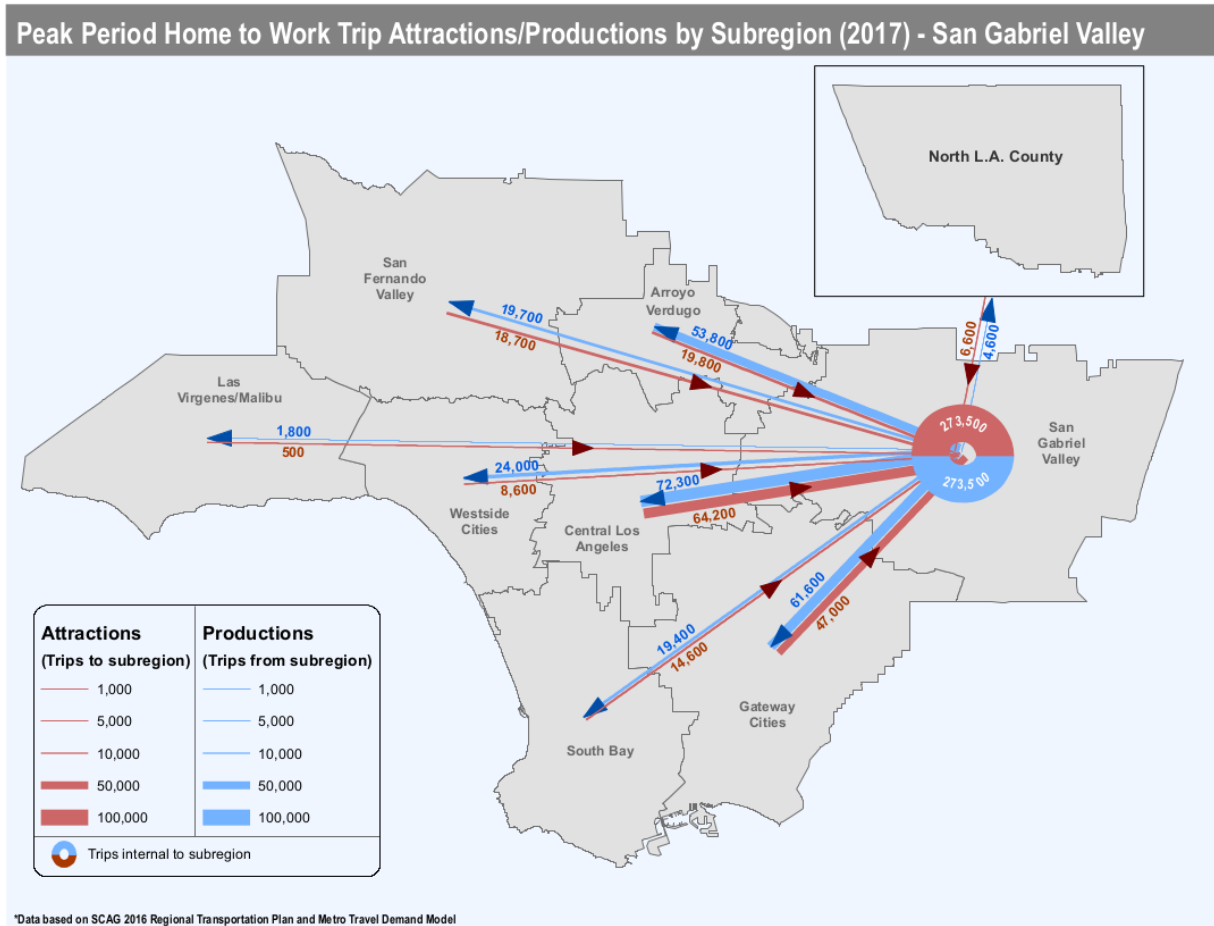 Peak Period Home to Work Trip Attractions/Productions by Subregion (2017) - San Gabriel Valley
North L.A. County
San
Fernando
Valley
Arroyo
Verdugo
19,700
18,700
53,800
19,800
6,600
4,600
Las
Virgenes/Malibu
1,800
500
273,500
273,500
San
Gabriel
Valley
24,000
8,600
72,300
64,200
Westside
Cities
Central Los
Angeles
61,600
47,000
19,400
14,600
Gateway
Cities
South Bay
Attractions
(Trips to subregion)
1,000
5,000
10,000
50,000
100,000
Productions
(Trips from subregion)
1,000
5,000
10,000
50,000
100,000
Trips internal to subregion
*Data based on SCAG 2016 Regional Transportation Plan and Metro Travel Demand Model